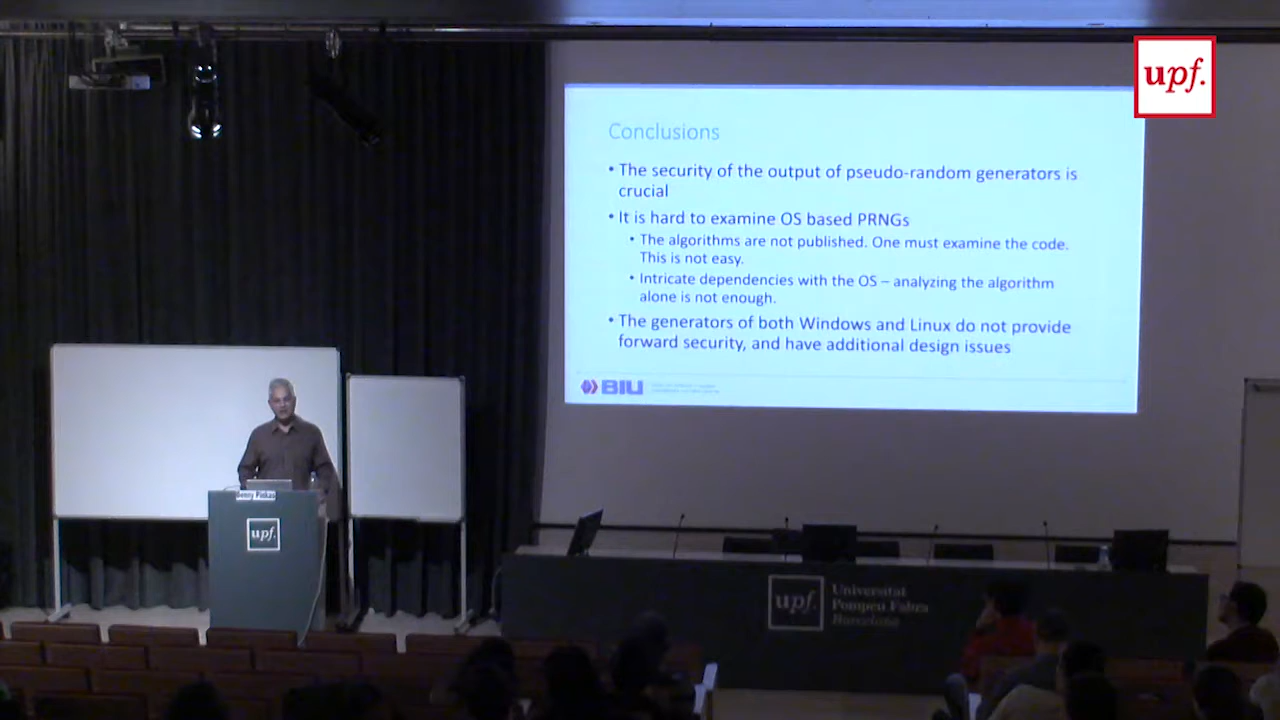 upf.
Conclusions
• The security of the output of pseudo-random generators is
crucial
• It is hard to examine OS based PRNGs
• The algorithms are not published. One must examine the code.
This is not easy.
• Intricate dependencies with the OS – analyzing the algorithm
alone is not enough.
• The generators of both Windows and Linux do not provide
forward security, and have additional design issues
BIU
Benny Pinkas
upf.
upf.
Universitat
Pompeu Fabra
Barcelona